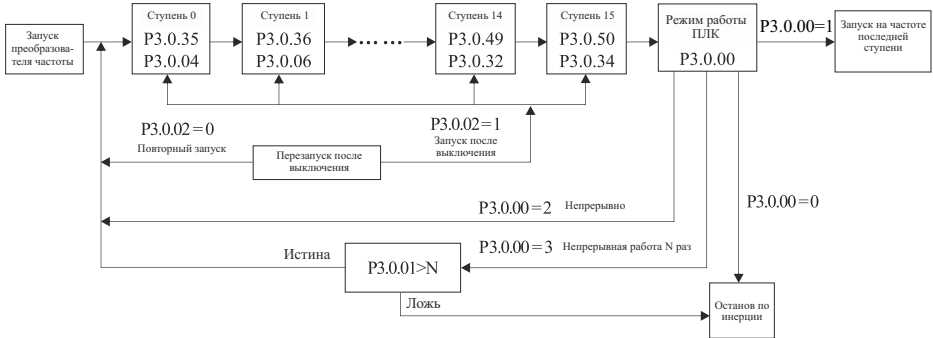 Запуск
преобразова-
теля частоты
Ступень 0
P3.0.35
P3.0.04
Ступень 1
P3.0.36
P3.0.06
Ступень 14
P3.0.49
P3.0.32
Ступень 15
P3.0.50
P3.0.34
Режим работы
ПЛК
P3.0.00
P3.0.00=1
Запуск на частоте
последней
ступени
P3.0.02=0
Повторный запуск
Перезапуск после
выключения
P3.0.02=1
Запуск после
выключения
P3.0.00=2 Непрерывно
P3.0.00=0
P3.0.00=3 Непрерывная работа N раз
Истина
P3.0.01>N
Ложь
Останов по
инерции